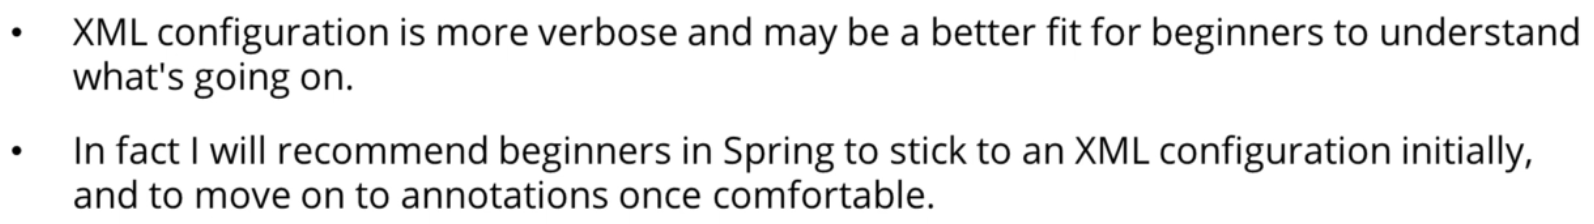 • XML configuration is more verbose and may be a better fit for beginners to understand
what's going on.
• In fact I will recommend beginners in Spring to stick to an XML configuration initially,
and to move on to annotations once comfortable.